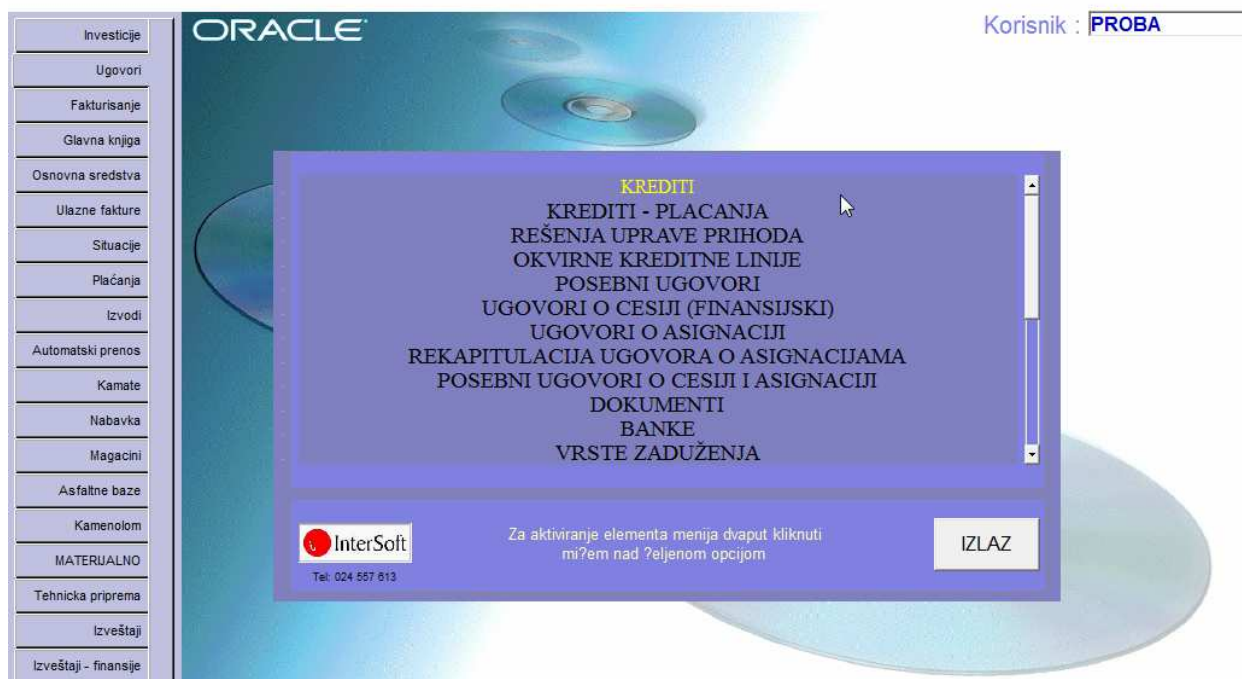 Investicije
Ugovori
Fakturisanje
Glavna knjiga
Osnovna sredstva
Ulazne fakture
Situacije
Plaćanja
Izvodi
Automatski prenos
Kamate
Nabavka
Magacini
Asfaltne baze
Kamenolom
MATERIJALNO
Tehnicka priprema
Izveštaji
Izveštaji - finansije
ORACLE
Korisnik : PROBA
KREDITI
KREDITI - PLACANJA
REŠENJA UPRAVE PRIHODA
OKVIRNE KREDITNE LINIJE
POSEBNI UGOVORI
UGOVORI O CESIJI (FINANSIJSKI)
UGOVORI O ASIGNACIJI
REKAPITULACIJA UGOVORA O ASIGNACIJAMA
POSEBNI UGOVORI O CESIJI I ASIGNACIJI
DOKUMENTI
BANKE
VRSTE ZADUŽENJA
InterSoft
Tel: 024 557 613
Za aktiviranje elementa menija dvaput kliknuti
mi?em nad ?eljenom opcijom
IZLAZ